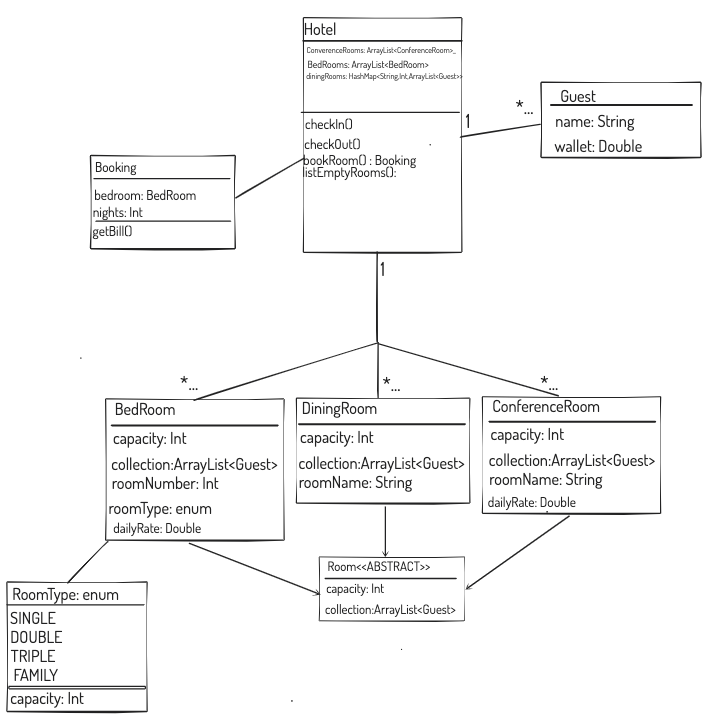 Hotel
ConverenceRooms: ArrayList<ConferenceRoom>_
BedRooms: ArrayList<BedRoom>
diningRooms: HashMap<String,Int,ArrayList<Guest>>
checkIn()
checkOut()
bookRoom() : Booking
listEmptyRooms():
1
*...
Guest
name: String
wallet: Double
Booking
bedroom: BedRoom
nights: Int
getBill()
1
*...
*...
*...
BedRoom
capacity: Int
collection:ArrayList<Guest>
roomNumber: Int
roomType: enum
dailyRate: Double
DiningRoom
capacity: Int
collection:ArrayList<Guest>
roomName: String
ConferenceRoom
capacity: Int
collection:ArrayList<Guest>
roomName: String
dailyRate: Double
Room<<ABSTRACT>>
capacity: Int
collection:ArrayList<Guest>
RoomType: enum
SINGLE
DOUBLE
TRIPLE
FAMILY
capacity: Int